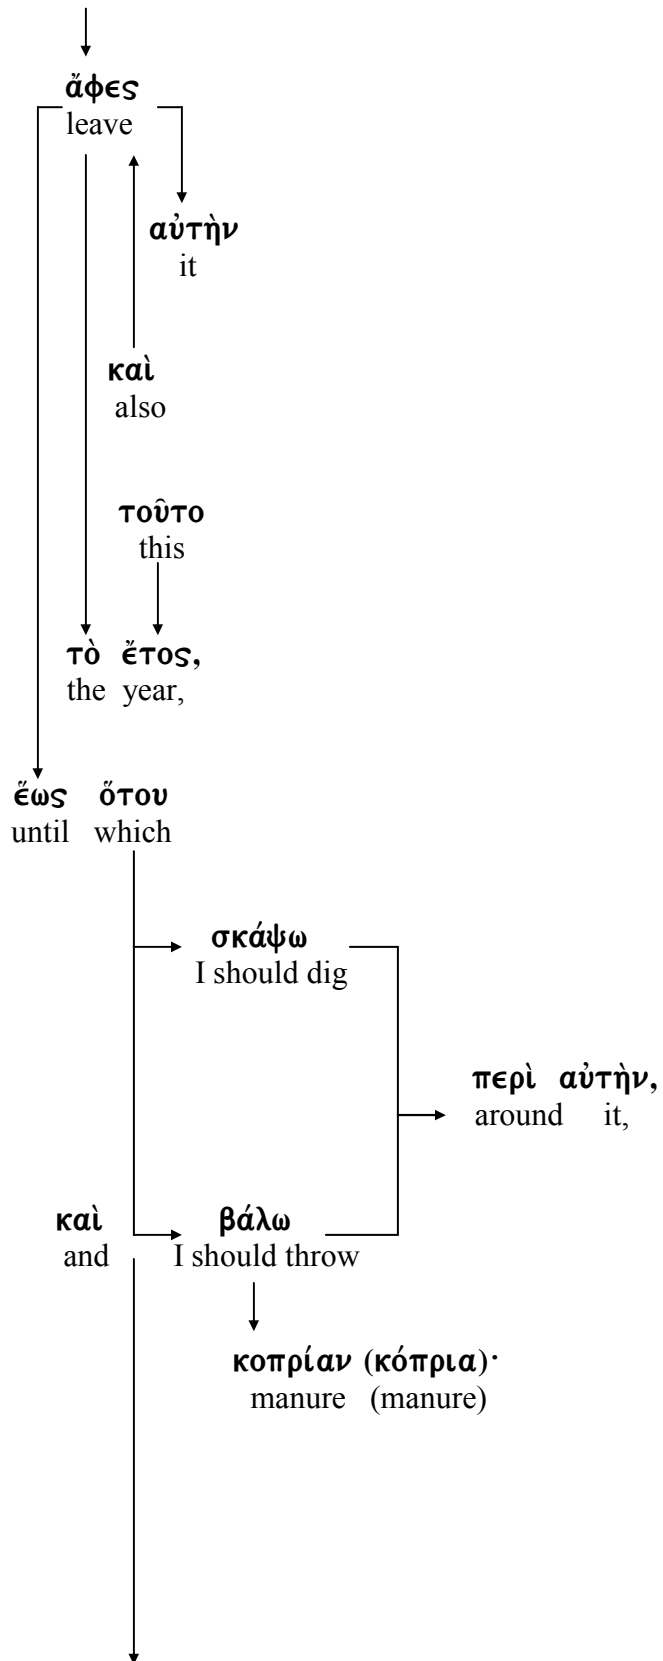 ἄφες
leave
αὐτὴν
it
καὶ
also
τοῦτο
this
τὸ ἔτος,
the year,
ἕως ὅτου
until which
σκάψω
I should dig
περὶ αὐτὴν,
around it,
καὶ βάλω
and I should throw
κοπρίαν (κόπρια)·
manure (manure)